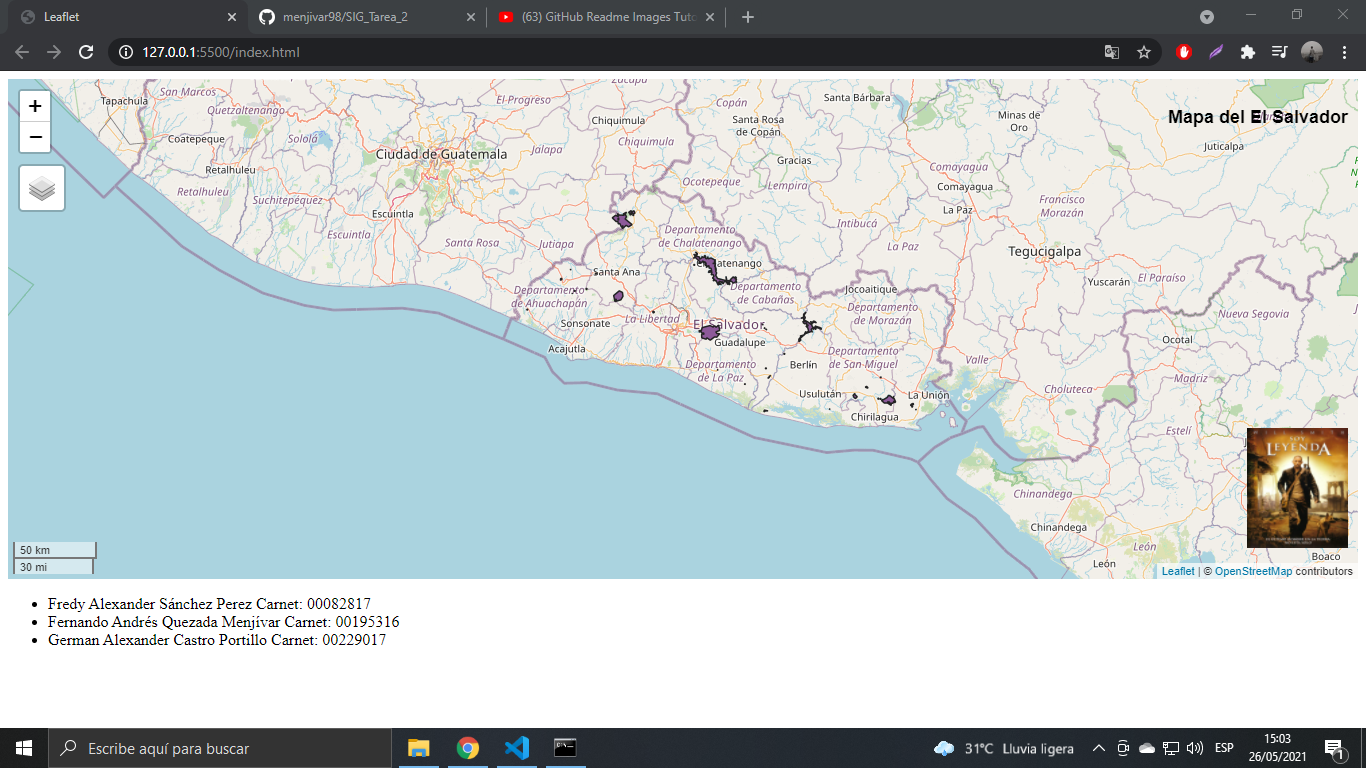 Leaflet
menjivar98/SIG_Tarea_2
(63) GitHub Readme Images Tuto
127.0.0.1:5500/index.html
+
−
Mapa del El Salvador
Tapachula
San Marcos
Quetzaltenango
Coatepeque
Sololá
Retalhuleu
Retalhuleu
Suchitepéquez
Ciudad de Guatemala
Escuintla
Escuintla
El Progreso
Zacapa
Chiquimula
Chiquimula
Jalapa
Santa Rosa
Jutiapa
Copán
Santa Rosa
de Copán
Santa Bárbara
Gracias
Ocotepeque
Lempira
Minas de
Oro
Juticalpa
Comayagua
Comayagua
La Paz
Francisco
Morazán
Intibucá
La Paz
Tegucigalpa
Yuscarán
El Paraíso
Departamento
de Chalatenango
Santa Ana
Departamento
de Ahuachapán
Departamento
de Cabañas
Jocoaitique
Departamento
de Morazán
Sonsonate
La Libertad
El Salvador
Guadalupe
Acajutla
Departamento
de La Paz
Berlín
Departamento
de San Miguel
Usulután
La Unión
Chirilagua
Valle
Choluteca
Nueva Segovia
Ocotal
Madriz
Estelí
Chinandega
Chinandega
León
León
Boaco
LEYENDA
50 km
30 mi
Leaflet | © OpenStreetMap contributors
• Fredy Alexander Sánchez Perez Carnet: 00082817
• Fernando Andrés Quezada Menjívar Carnet: 00195316
• German Alexander Castro Portillo Carnet: 00229017
Escribe aquí para buscar
31°C Lluvia ligera
ESP
15:03
26/05/2021
1